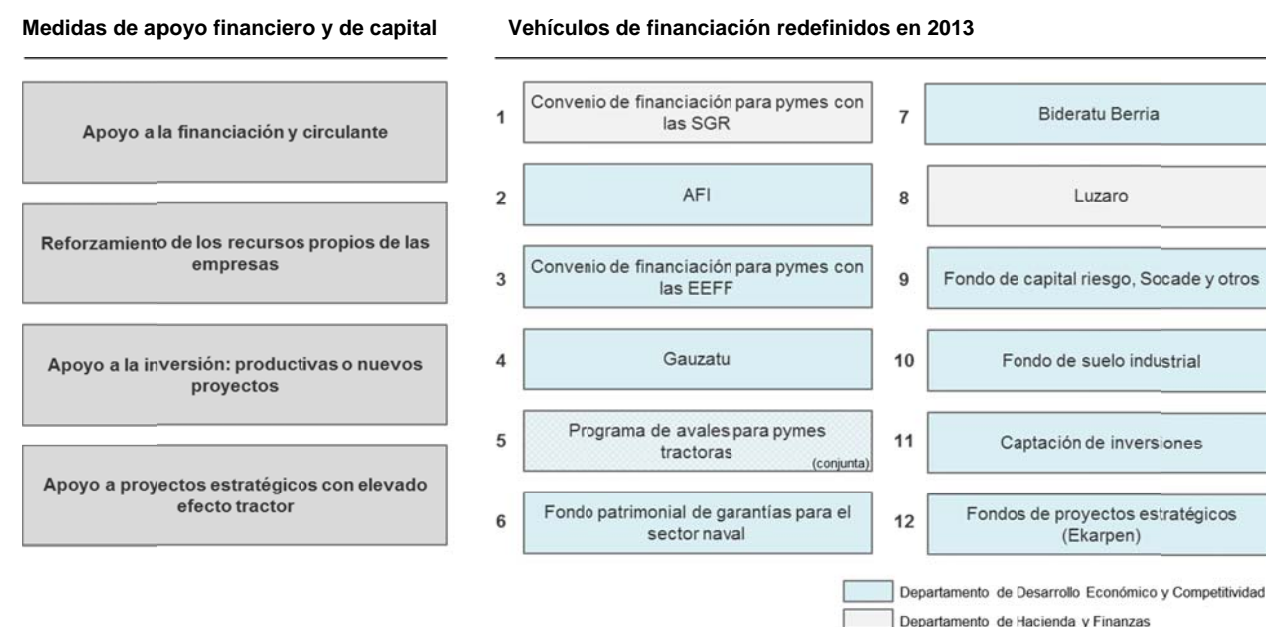 Medidas de apoyo financiero y de capital
Vehículos de financiación redefinidos en 2013
Apoyo a la financiación y circulante
Reforzamiento de los recursos propios de las
empresas
Apoyo a la inversión: productivas o nuevos
proyectos
Apoyo a proyectos estratégicos con elevado
efecto tractor
1
Convenio de financiación para pymes con
las SGR
2
AFI
3
Convenio de financiación para pymes con
las EEFF
4
Gauzatu
5
Programa de avales para pymes
tractoras
(conjunta)
6
Fondo patrimonial de garantías para el
sector naval
7
Bideratu Berria
8
Luzaro
9
Fondo de capital riesgo, Socade y otros
10
Fondo de suelo industrial
11
Captación de inversiones
12
Fondos de proyectos estratégicos
(Ekarpen)
Departamento de Desarrollo Económico y Competitividad
Departamento de Hacienda y Finanzas